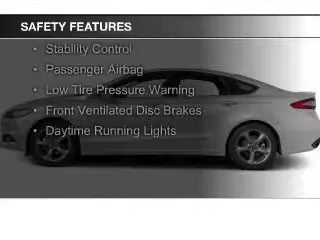 SAFETY FEATURES
• Stability Control
• Passenger Airbag
• Low Tire Pressure Warning
• Front Ventilated Disc Brakes
• Daytime Running Lights